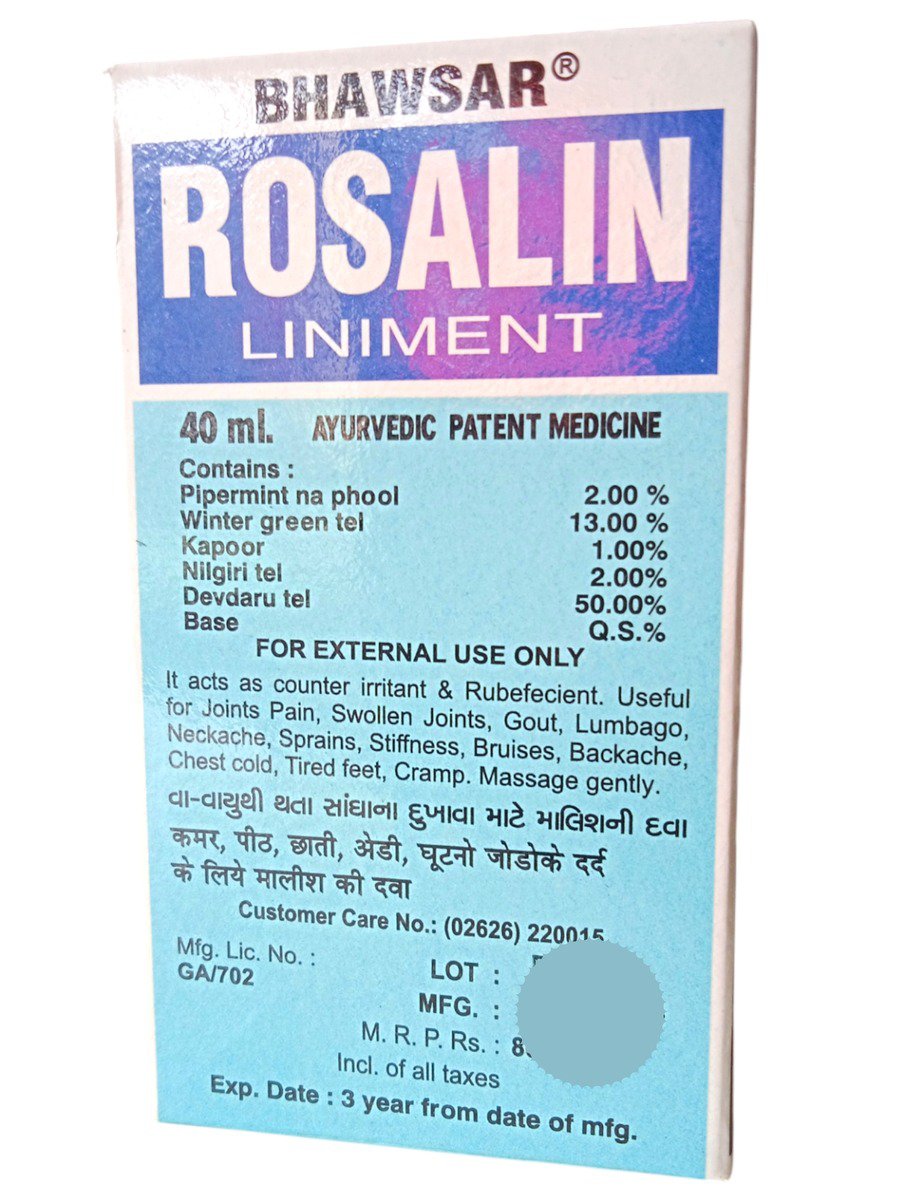 BHAWSAR®
ROSALIN
LINIMENT
40 ml. AYURVEDIC PATENT MEDICINE
Contains :
Pipermint na phool 2.00 %
Winter green tel 13.00 %
Kapoor 1.00%
Nilgiri tel 2.00%
Devdaru tel 50.00%
Base Q.S.%
FOR EXTERNAL USE ONLY
It acts as counter irritant & Rubefecient. Useful
for Joints Pain, Swollen Joints, Gout, Lumbago,
Neckache, Sprains, Stiffness, Bruises, Backache,
Chest cold, Tired feet, Cramp. Massage gently.
વા-વાયુથી થતા સાંધાના દુખાવા માટે માલિશની દવા
कमर, पीठ, छाती, अेडी, घूटनो जोडोके दर्द
के लिये मालीश की दवा
Customer Care No.: (02626) 220015
Mfg. Lic. No. :
GA/702
LOT :
MFG. :
M. R. P. Rs. : 8
Incl. of all taxes
Exp. Date : 3 year from date of mfg.